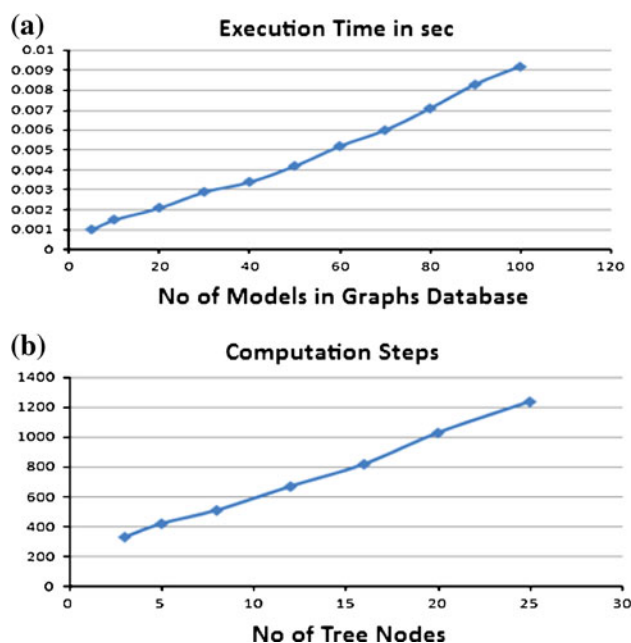 (a)
Execution Time in sec
0.01
0.009
0.008
0.007
0.006
0.005
0.004
0.003
0.002
0.001
0
0 20 40 60 80 100 120
No of Models in Graphs Database
(b)
Computation Steps
1400
1200
1000
800
600
400
200
0
0 5 10 15 20 25 30
No of Tree Nodes